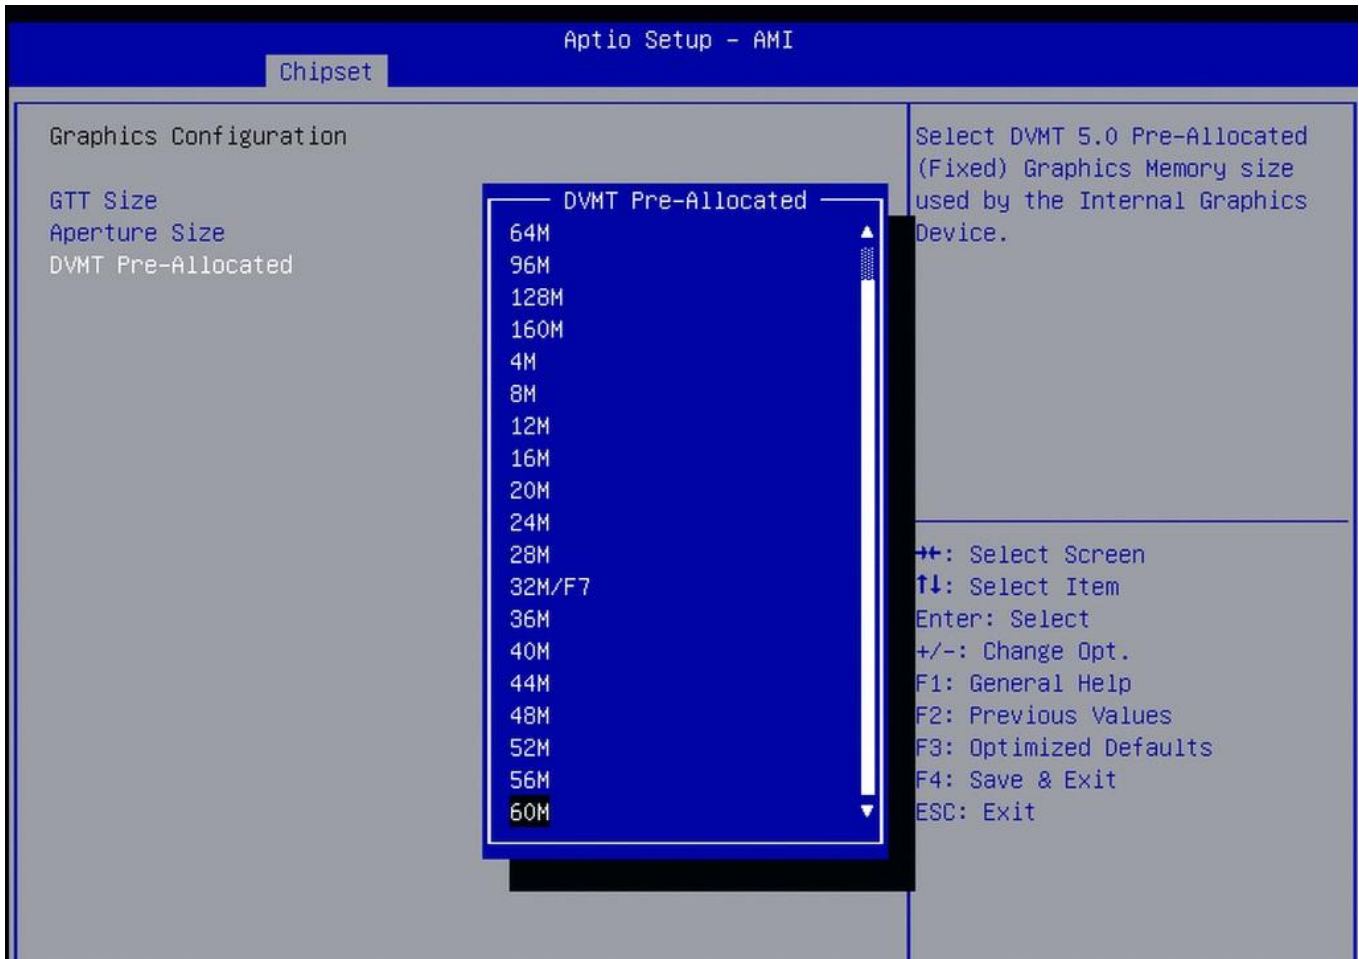 Aptio Setup – AMI
Chipset
Graphics Configuration
GTT Size
Aperture Size
DVMT Pre-Allocated
DVMT Pre-Allocated
64M
96M
128M
160M
4M
8M
12M
16M
20M
24M
28M
32M/F7
36M
40M
44M
48M
52M
56M
60M
Select DVMT 5.0 Pre-Allocated
(Fixed) Graphics Memory size
used by the Internal Graphics
Device.
→←: Select Screen
↑↓: Select Item
Enter: Select
+/-: Change Opt.
F1: General Help
F2: Previous Values
F3: Optimized Defaults
F4: Save & Exit
ESC: Exit